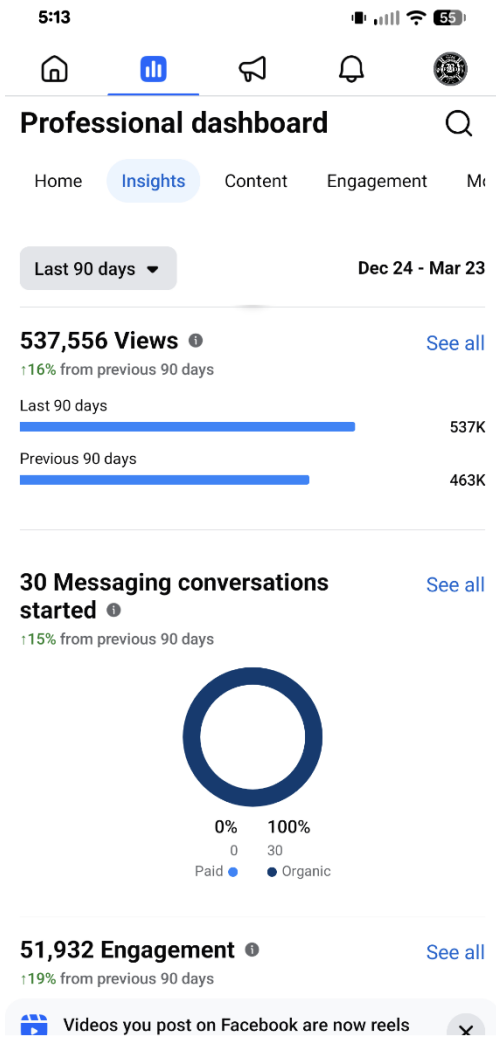 5:13
55
Professional dashboard
Home Insights Content Engagement
Last 90 days Dec 24 - Mar 23
537,556 Views See all
↑16% from previous 90 days
Last 90 days
537K
Previous 90 days
463K
30 Messaging conversations started See all
↑15% from previous 90 days
0% 100%
0 30
Paid Organic
51,932 Engagement See all
↑19% from previous 90 days
Videos you post on Facebook are now reels